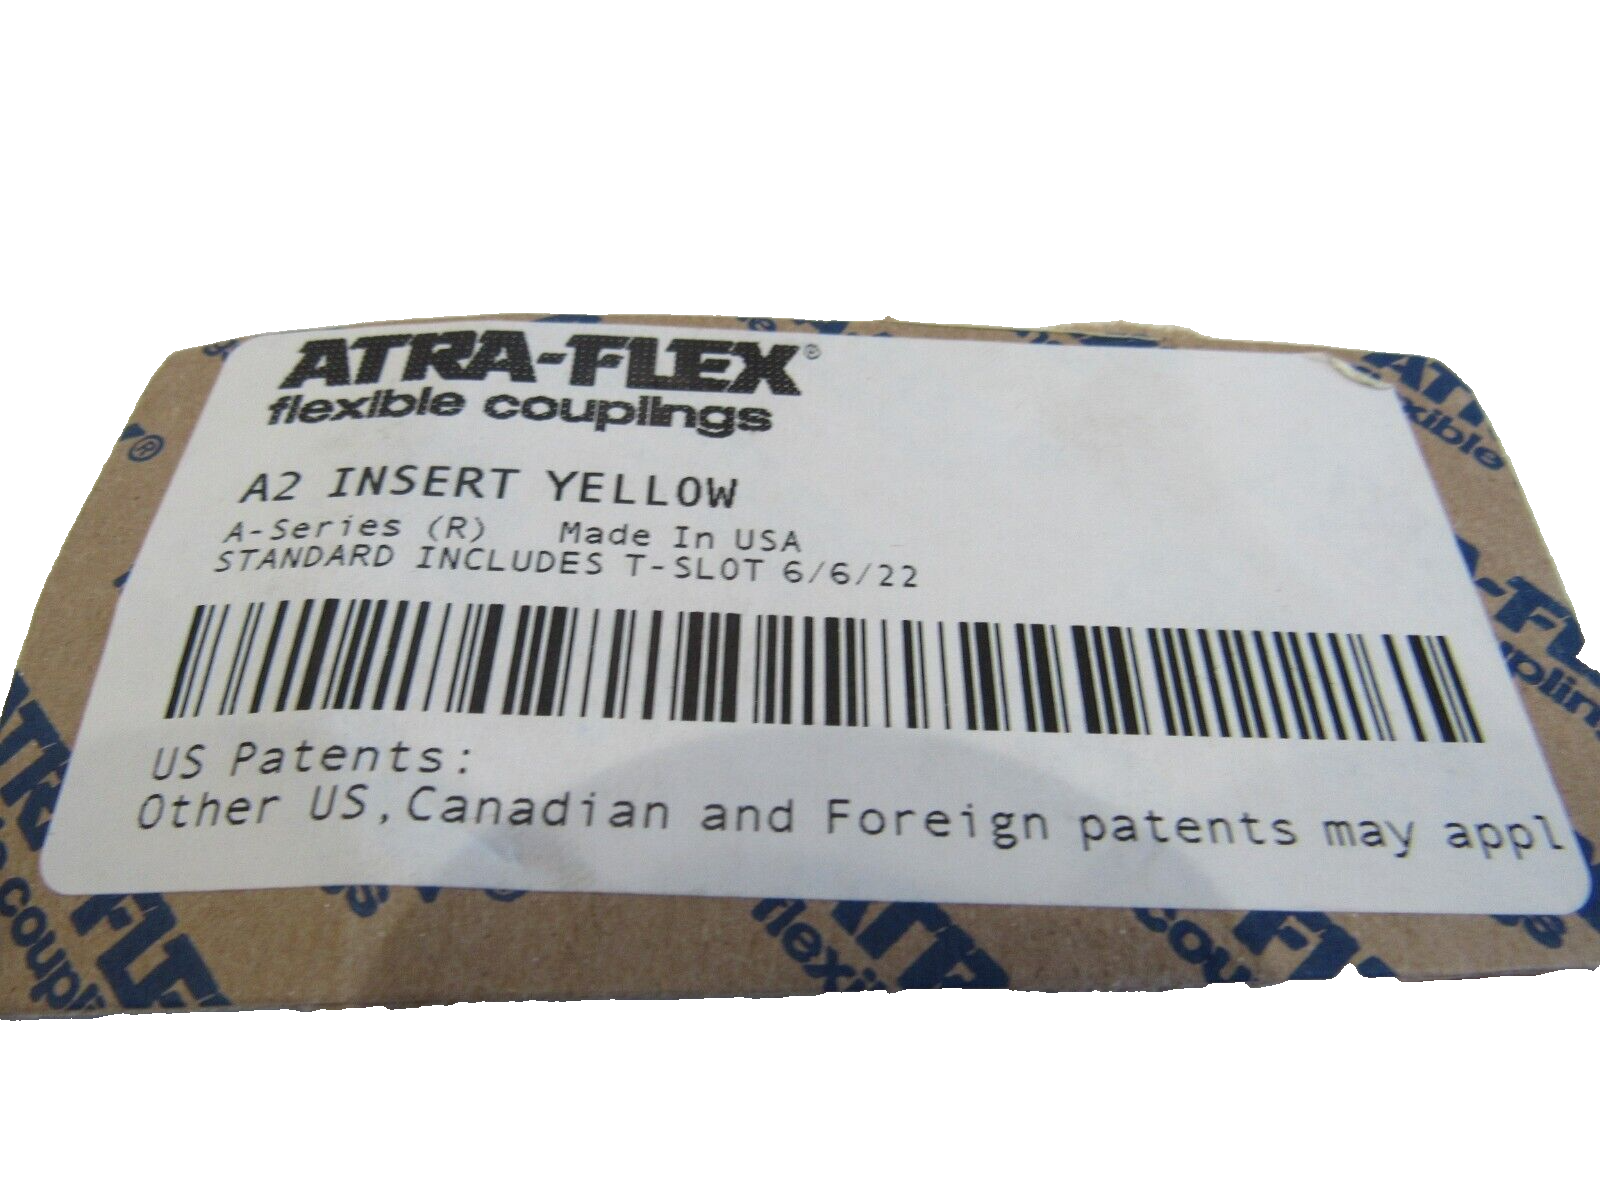 ATRA-FLEX®
flexible couplings
A2 INSERT YELLOW
A-Series (R) Made In USA
STANDARD INCLUDES T-SLOT 6/6/22
US Patents:
Other US, Canadian and Foreign patents may appl